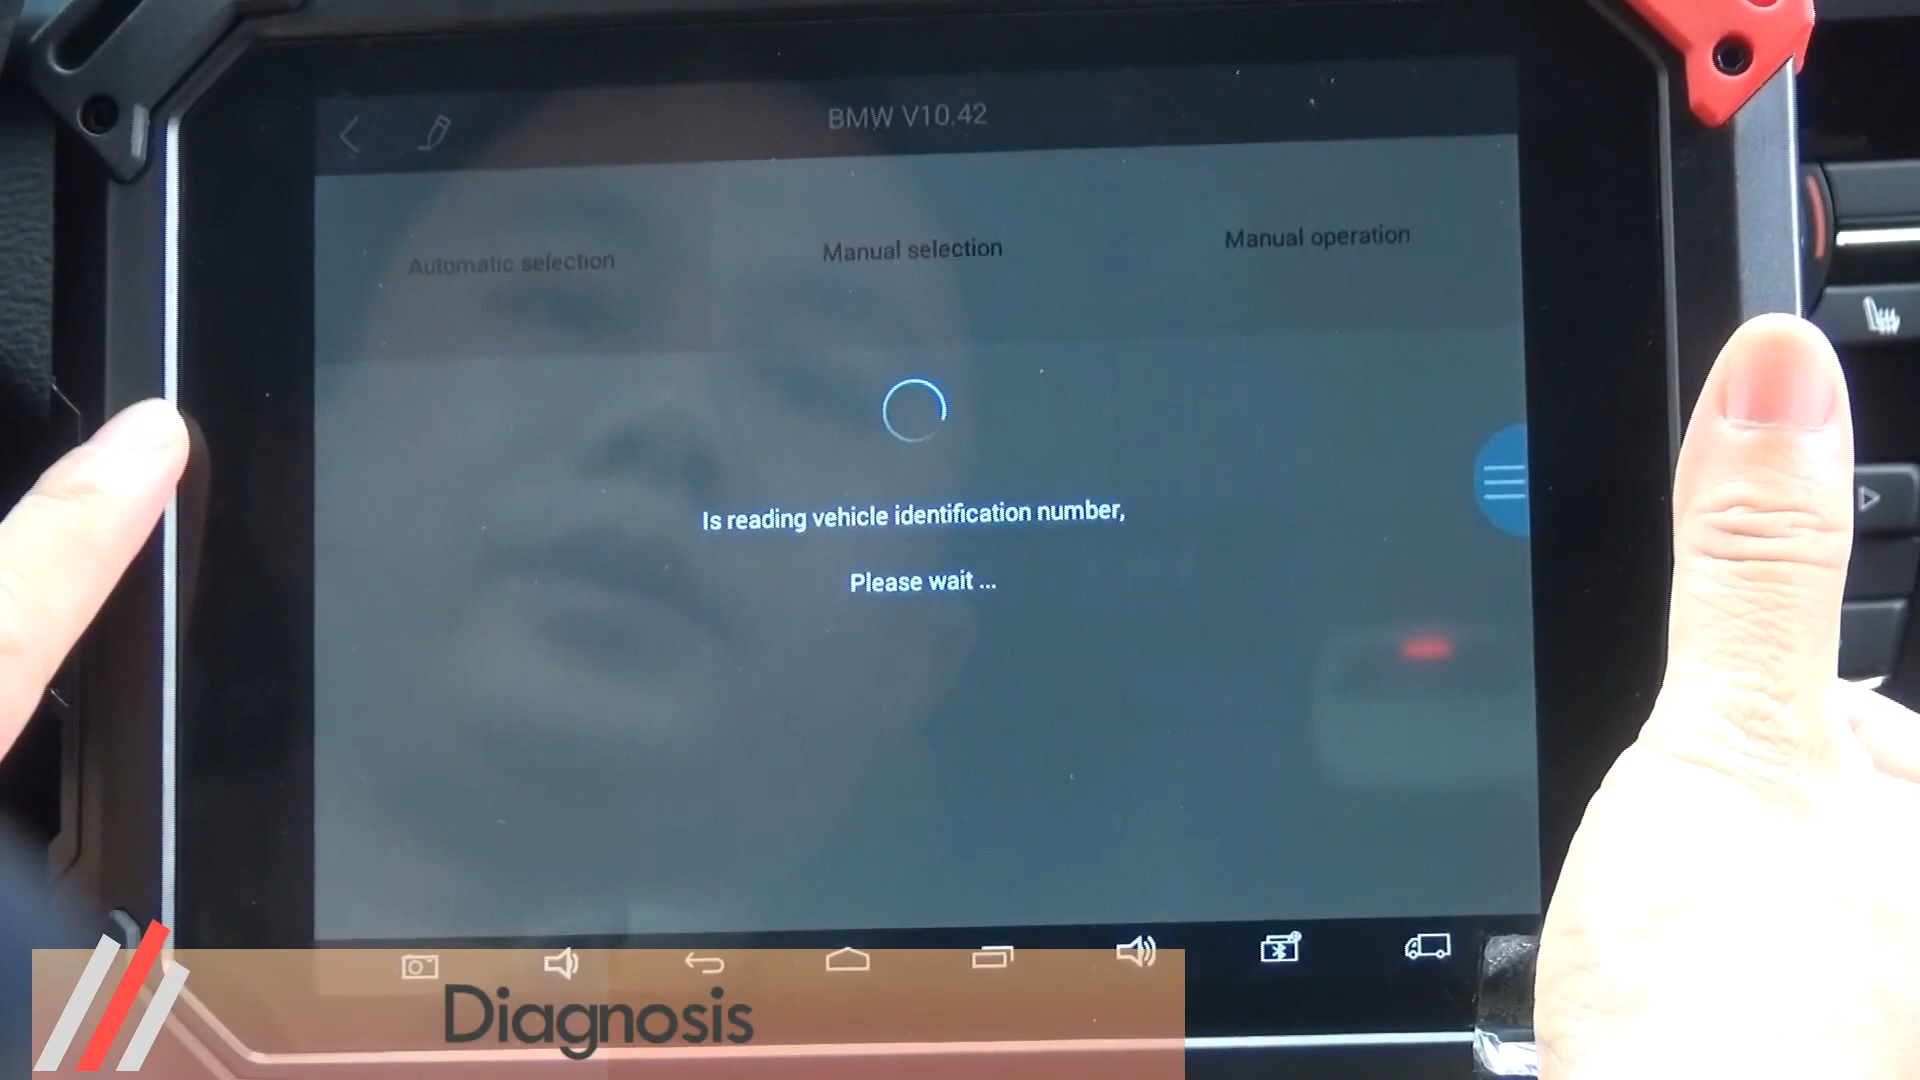 BMW V10.42
Automatic selection
Manual selection
Manual operation
Is reading vehicle identification number,
Please wait ...
Diagnosis